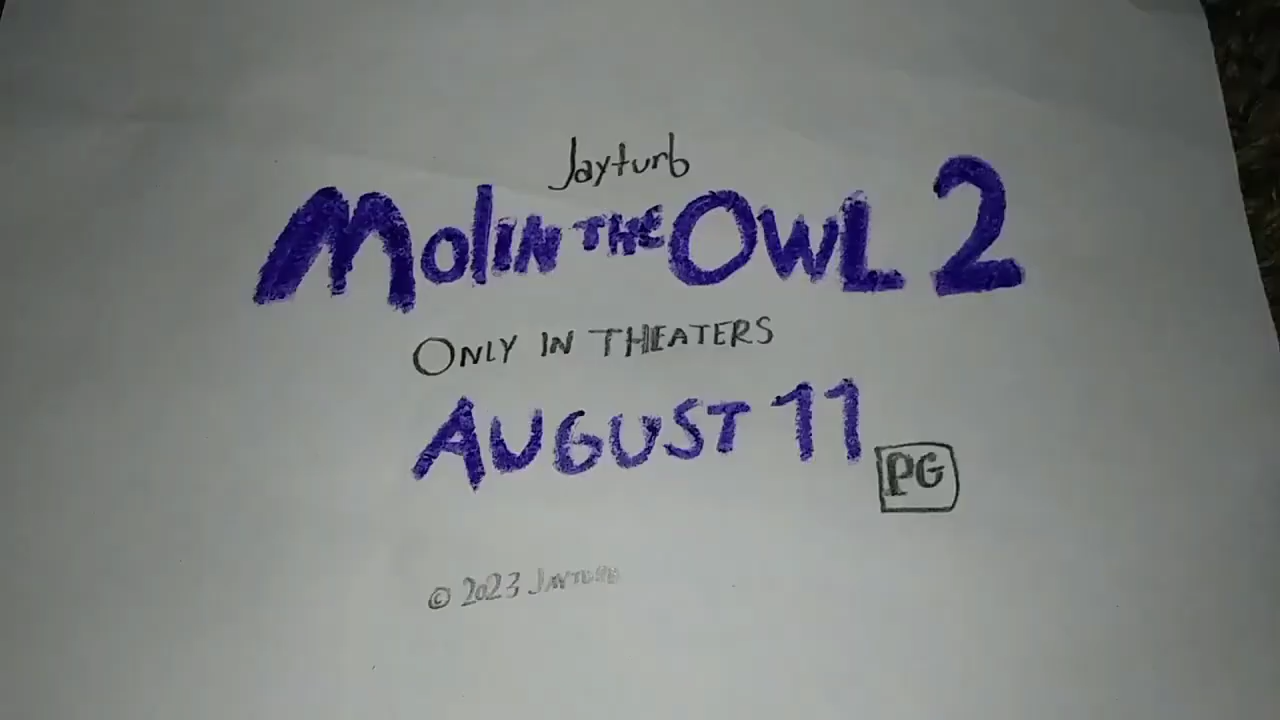 Jayturb
MOlIN THE OWL 2
ONLY IN THEATERS
AUGUST 11
PG
© 2023 JAYTURB